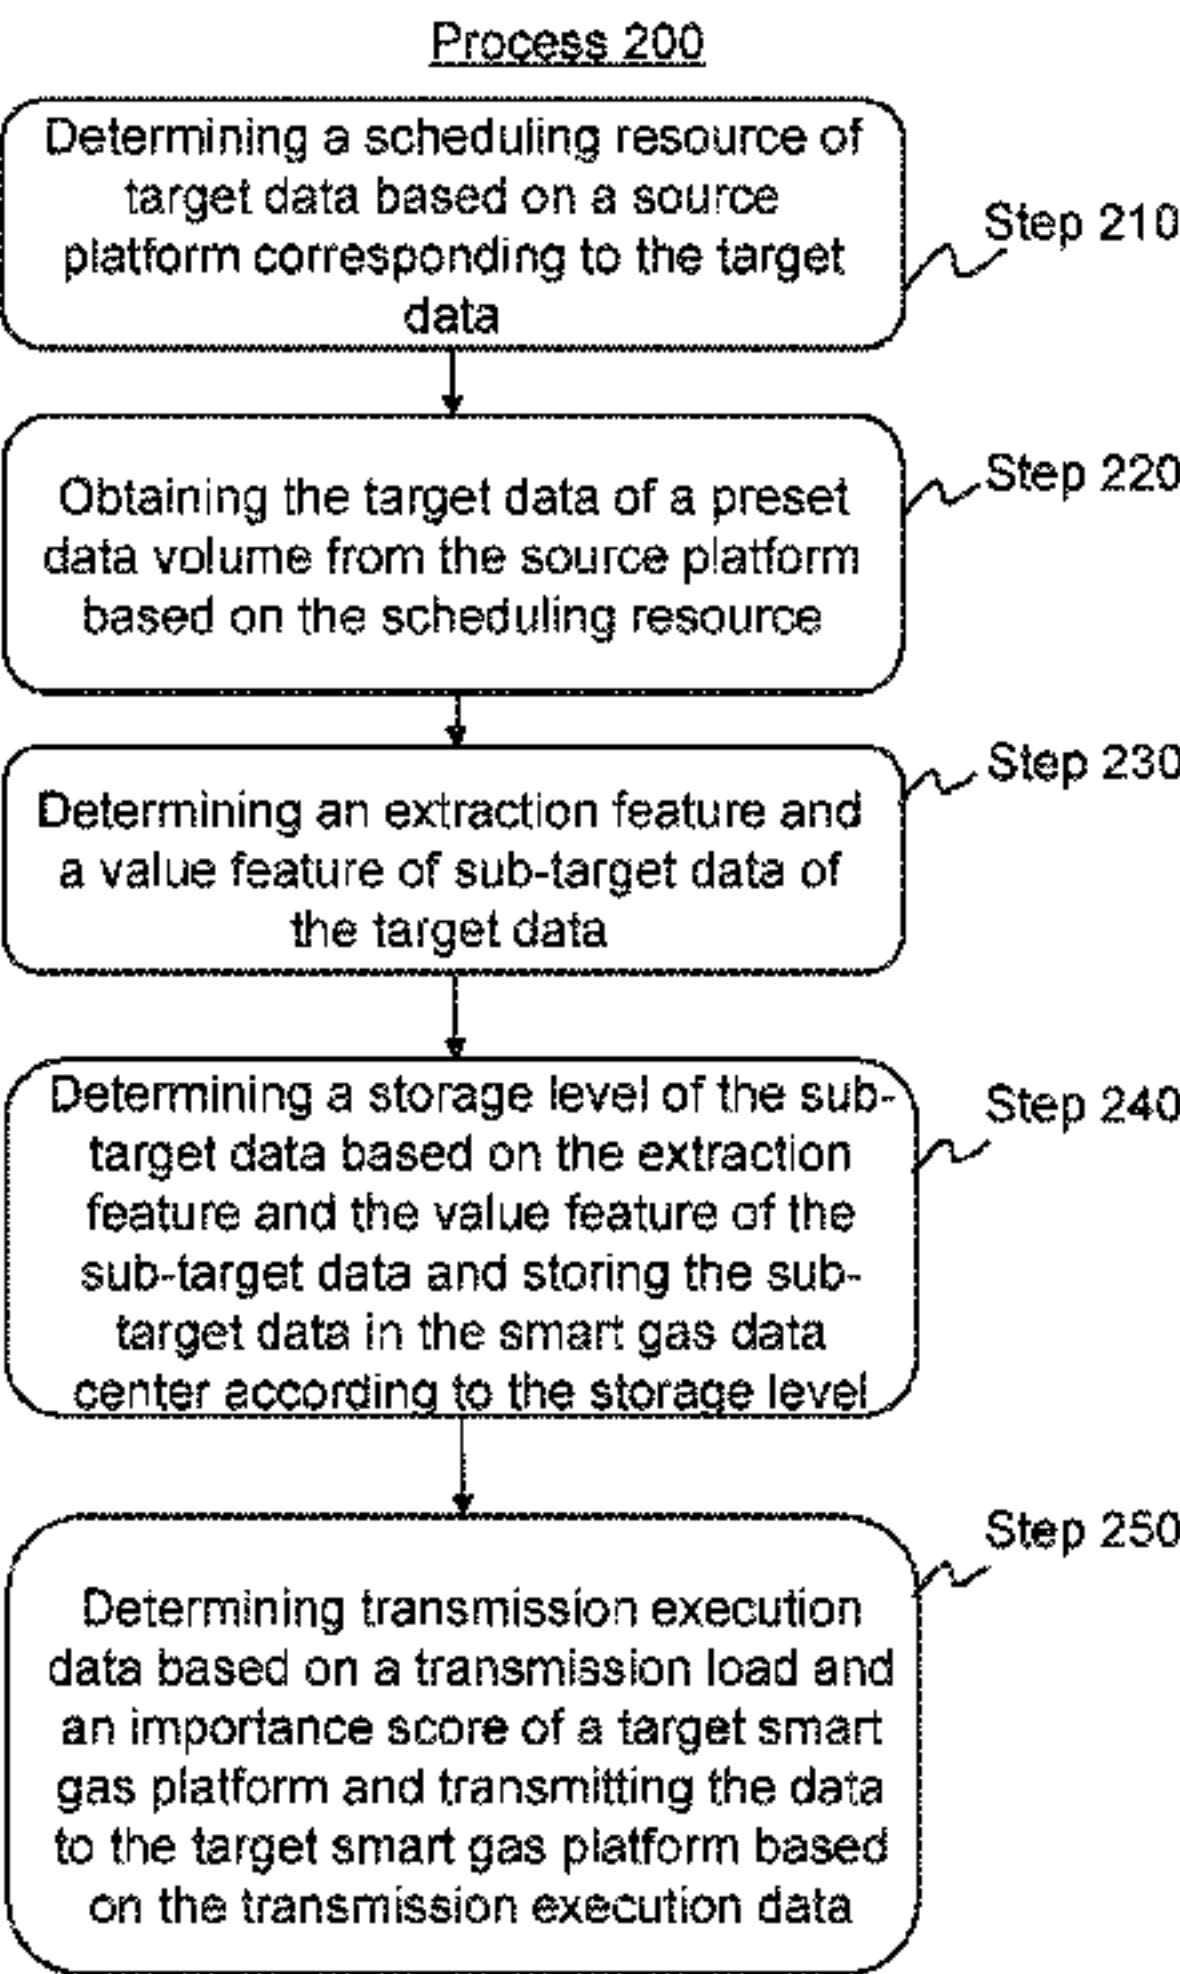 Process 200
Determining a scheduling resource of
target data based on a source
platform corresponding to the target
data
Step 210
Obtaining the target data of a preset
data volume from the source platform
based on the scheduling resource
Step 220
Determining an extraction feature and
a value feature of sub-target data of
the target data
Step 230
Determining a storage level of the sub-
target data based on the extraction
feature and the value feature of the
sub-target data and storing the sub-
target data in the smart gas data
center according to the storage level
Step 240
Determining transmission execution
data based on a transmission load and
an importance score of a target smart
gas platform and transmitting the data
to the target smart gas platform based
on the transmission execution data
Step 250